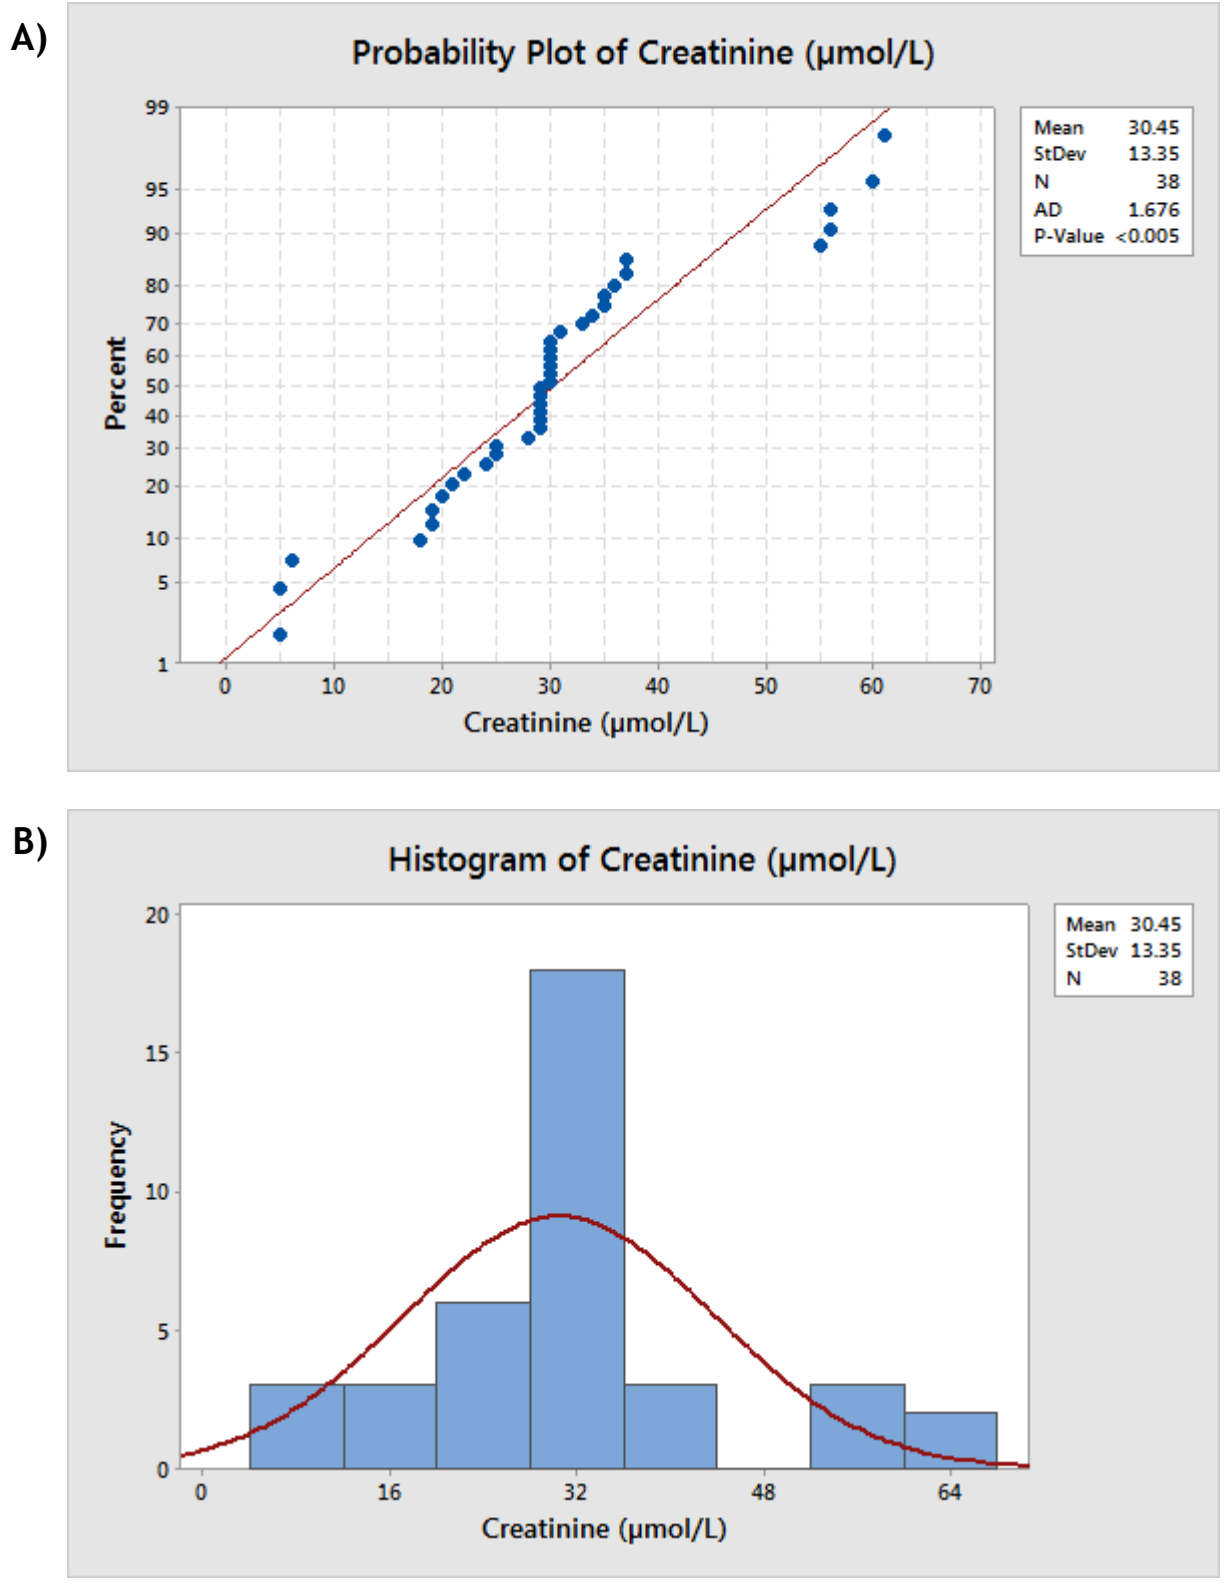 A)
Probability Plot of Creatinine (µmol/L)
99
95
90
80
70
60
50
40
30
20
10
5
1
Percent
0 10 20 30 40 50 60 70
Creatinine (µmol/L)
Mean 30.45
StDev 13.35
N 38
AD 1.676
P-Value <0.005
B)
Histogram of Creatinine (µmol/L)
20
15
10
5
0
Frequency
0 16 32 48 64
Creatinine (µmol/L)
Mean 30.45
StDev 13.35
N 38